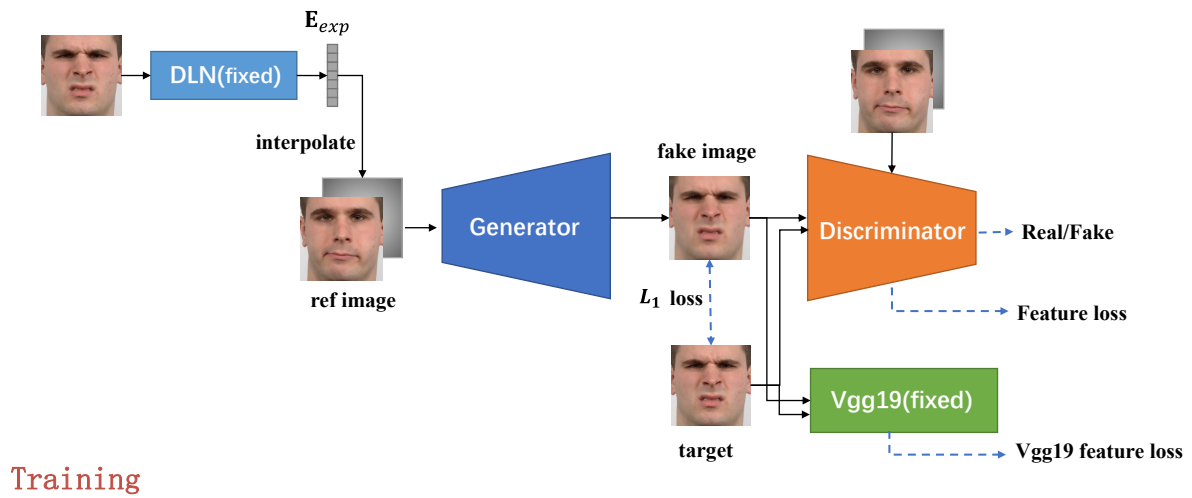 E_exp
DLN(fixed)
interpolate
fake image
Generator
Discriminator
Real/Fake
ref image
L₁ loss
Feature loss
Vgg19(fixed)
target
Vgg19 feature loss
Training